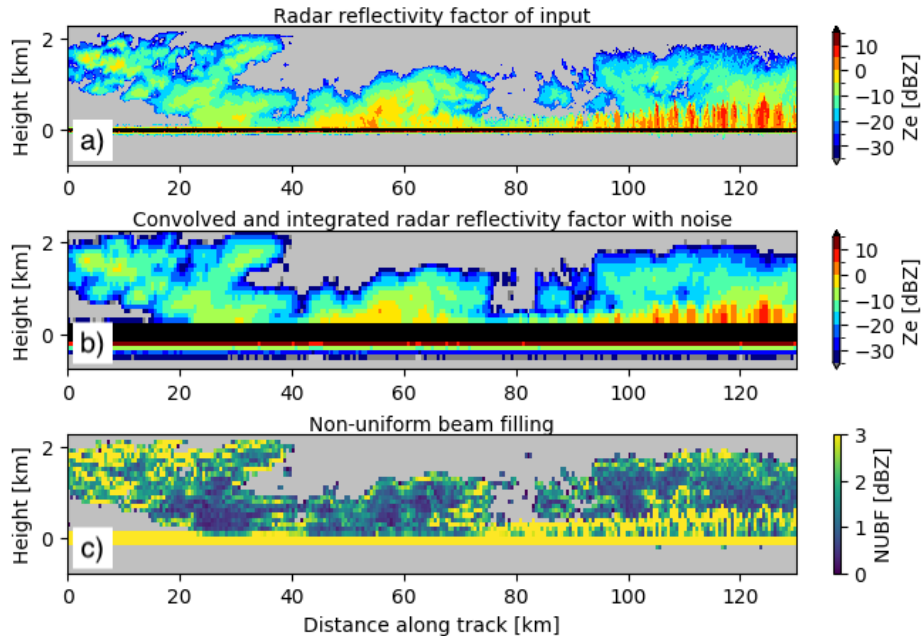 Radar reflectivity factor of input
Height [km]
2
1
0
a)
0 20 40 60 80 100 120
10
0
−10
−20
−30
Ze [dBZ]
Convolved and integrated radar reflectivity factor with noise
Height [km]
2
0
b)
0 20 40 60 80 100 120
10
0
−10
−20
−30
Ze [dBZ]
Non-uniform beam filling
Height [km]
2
0
c)
0 20 40 60 80 100 120
Distance along track [km]
3
2
1
0
NUBF [dBZ]